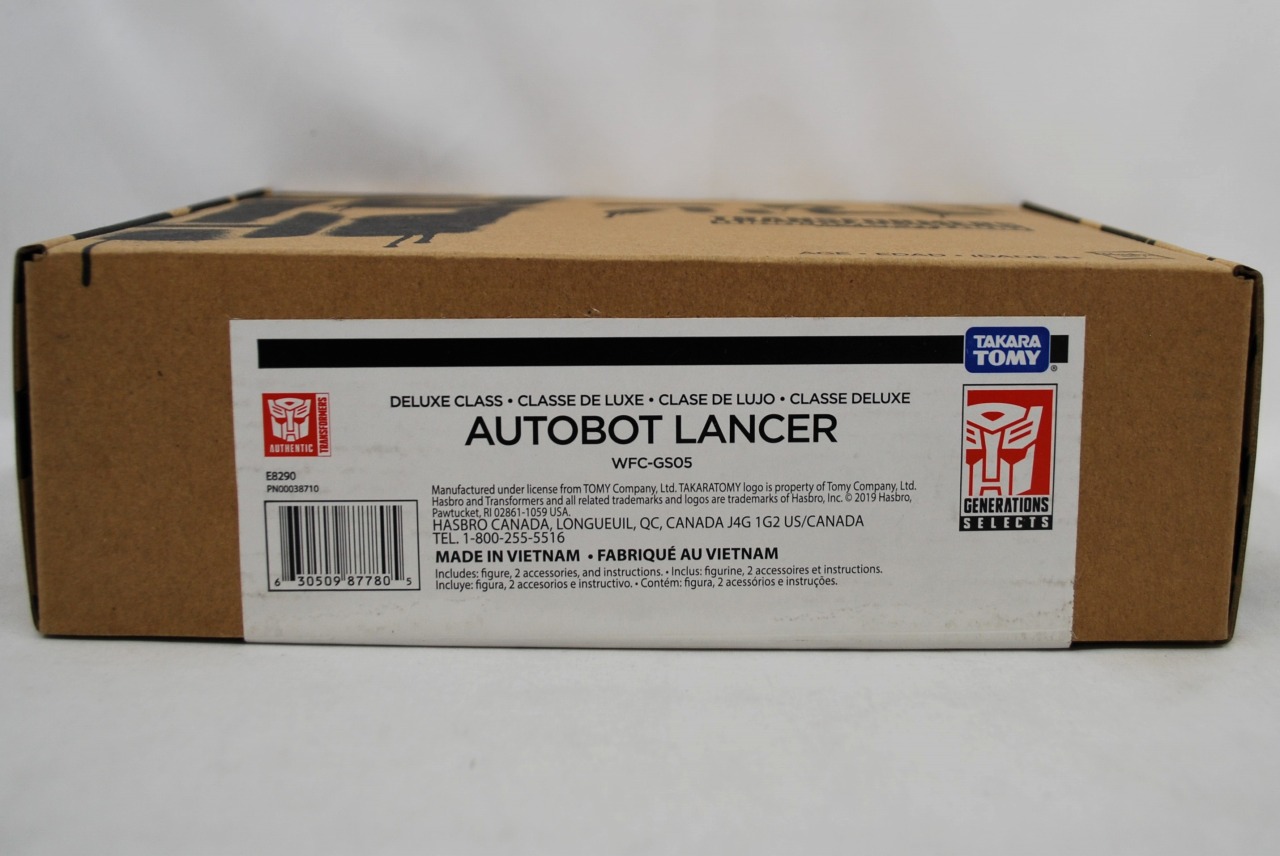 TRANSFORMERS
AGE • EDAD • IDADE 8+
TAKARA
TOMY
®
DELUXE CLASS • CLASSE DE LUXE • CLASE DE LUJO • CLASSE DELUXE
AUTOBOT LANCER
WFC-GS05
AUTHENTIC
TRANSFORMERS
E8290
PN00038710
6 30509 87780 5
Manufactured under license from TOMY Company, Ltd. TAKARATOMY logo is property of Tomy Company, Ltd.
Hasbro and Transformers and all related trademarks and logos are trademarks of Hasbro, Inc. © 2019 Hasbro,
Pawtucket, RI 02861-1059 USA.
HASBRO CANADA, LONGUEUIL, QC, CANADA J4G 1G2 US/CANADA
TEL. 1-800-255-5516
MADE IN VIETNAM • FABRIQUÉ AU VIETNAM
Includes: figure, 2 accessories, and instructions. • Inclus: figurine, 2 accessoires et instructions.
Incluye: figura, 2 accesorios e instructivo. • Contém: figura, 2 acessórios e instruções.
GENERATIONS
SELECTS